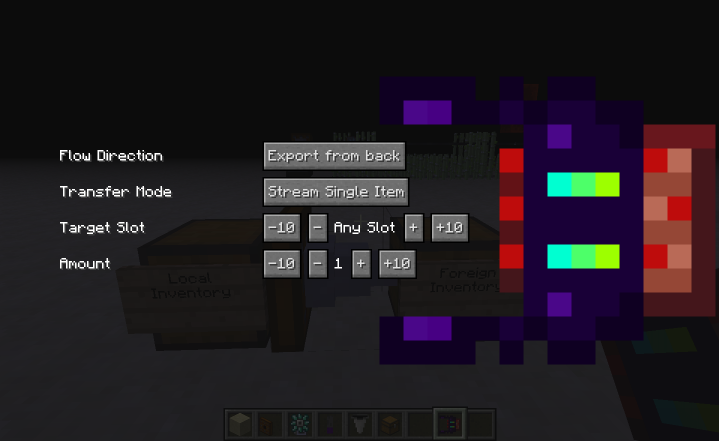 Flow Direction Export from back
Transfer Mode Stream Single Item
Target Slot -10 - Any Slot + +10
Amount -10 - 1 + +10
Local
Inventory
Foreign
Inventory